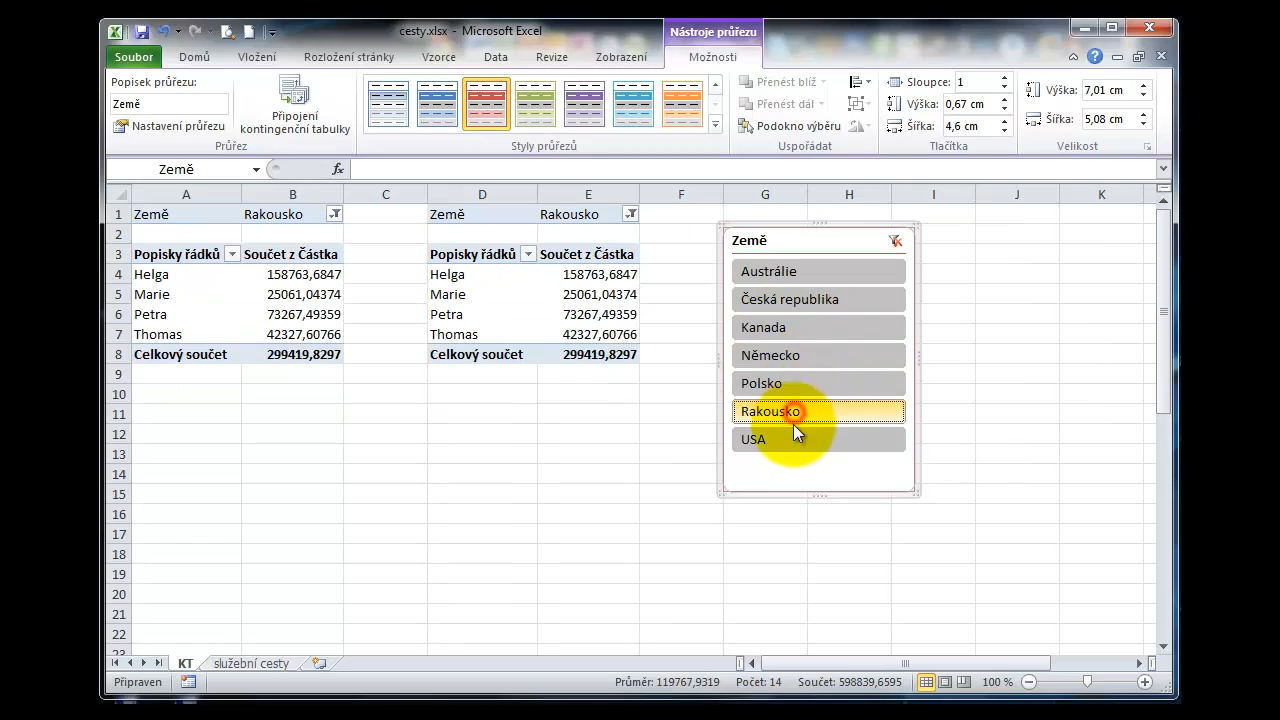 cesty.xlsx - Microsoft Excel
Nástroje průřezu
Soubor Domů Vložení Rozložení stránky Vzorce Data Revize Zobrazení Možnosti
Popisek průřezu:
Země
Nastavení průřezu
Připojení
kontingenční tabulky
Průřez
Styly průřezů
Přenést blíž
Přenést dál
Podokno výběru
Uspořádat
Sloupce: 1
Výška: 0,67 cm
Šířka: 4,6 cm
Tlačítka
Výška: 7,01 cm
Šířka: 5,08 cm
Velikost
Země fx
A B C D E F G H I J K
1 Země Rakousko Země Rakousko
2
3 Popisky řádků Součet z Částka Popisky řádků Součet z Částka
4 Helga 158763,6847 Helga 158763,6847
5 Marie 25061,04374 Marie 25061,04374
6 Petra 73267,49359 Petra 73267,49359
7 Thomas 42327,60766 Thomas 42327,60766
8 Celkový součet 299419,8297 Celkový součet 299419,8297
9
10
11
12
13
14
15
16
17
18
19
20
21
22
23
Země
Austrálie
Česká republika
Kanada
Německo
Polsko
Rakousko
USA
KT služební cesty
Připraven Průměr: 119767,9319 Počet: 14 Součet: 598839,6595 100 %